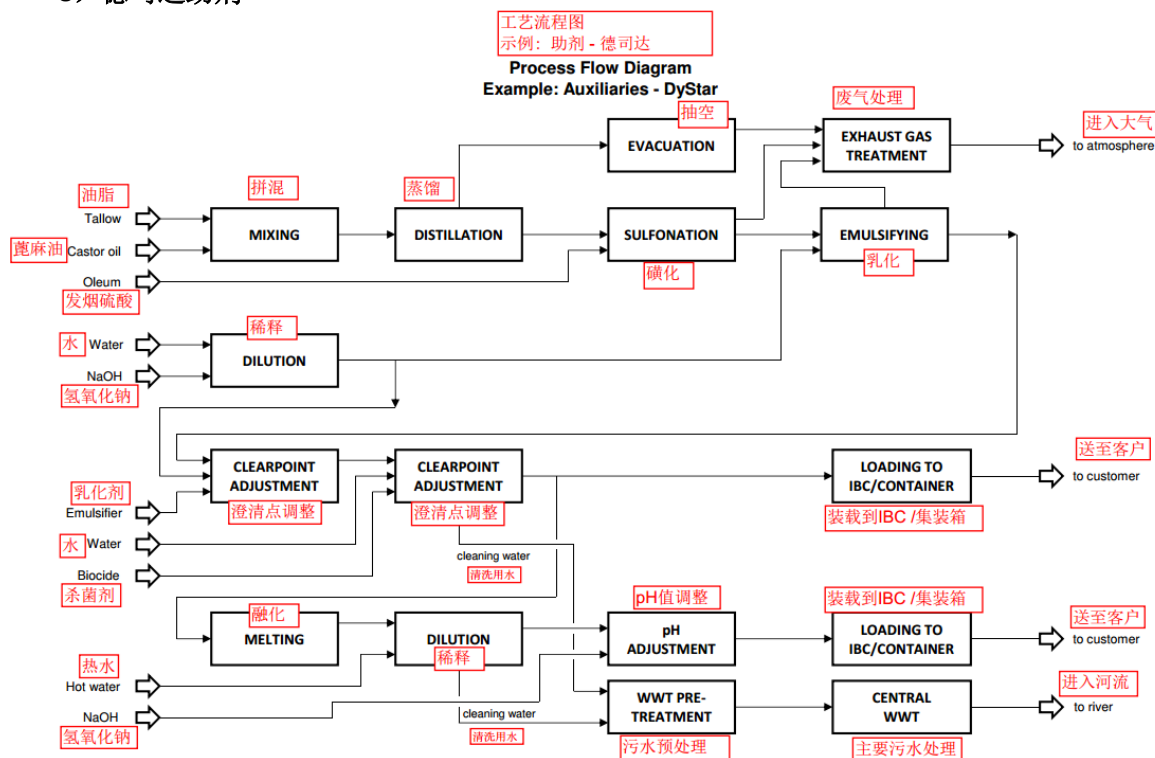 工艺流程图
示例：助剂 - 德司达
Process Flow Diagram
Example: Auxiliaries - DyStar
抽空
废气处理
进入大气
EVACUATION
EXHAUST GAS
TREATMENT
to atmosphere
油脂
拼混
蒸馏
Tallow
MIXING
DISTILLATION
SULFONATION
EMULSIFYING
蓖麻油
Castor oil
磺化
乳化
Oleum
发烟硫酸
稀释
水
Water
DILUTION
NaOH
氢氧化钠
CLEARPOINT
ADJUSTMENT
CLEARPOINT
ADJUSTMENT
LOADING TO
IBC/CONTAINER
送至客户
to customer
乳化剂
Emulsifier
澄清点调整
澄清点调整
装载到IBC /集装箱
水
Water
cleaning water
清洗用水
Biocide
杀菌剂
融化
pH值调整
装载到IBC /集装箱
送至客户
MELTING
DILUTION
稀释
pH
ADJUSTMENT
LOADING TO
IBC/CONTAINER
to customer
热水
Hot water
进入河流
WWT PRE-
TREATMENT
CENTRAL
WWT
to river
NaOH
氢氧化钠
cleaning water
清洗用水
污水预处理
主要污水处理